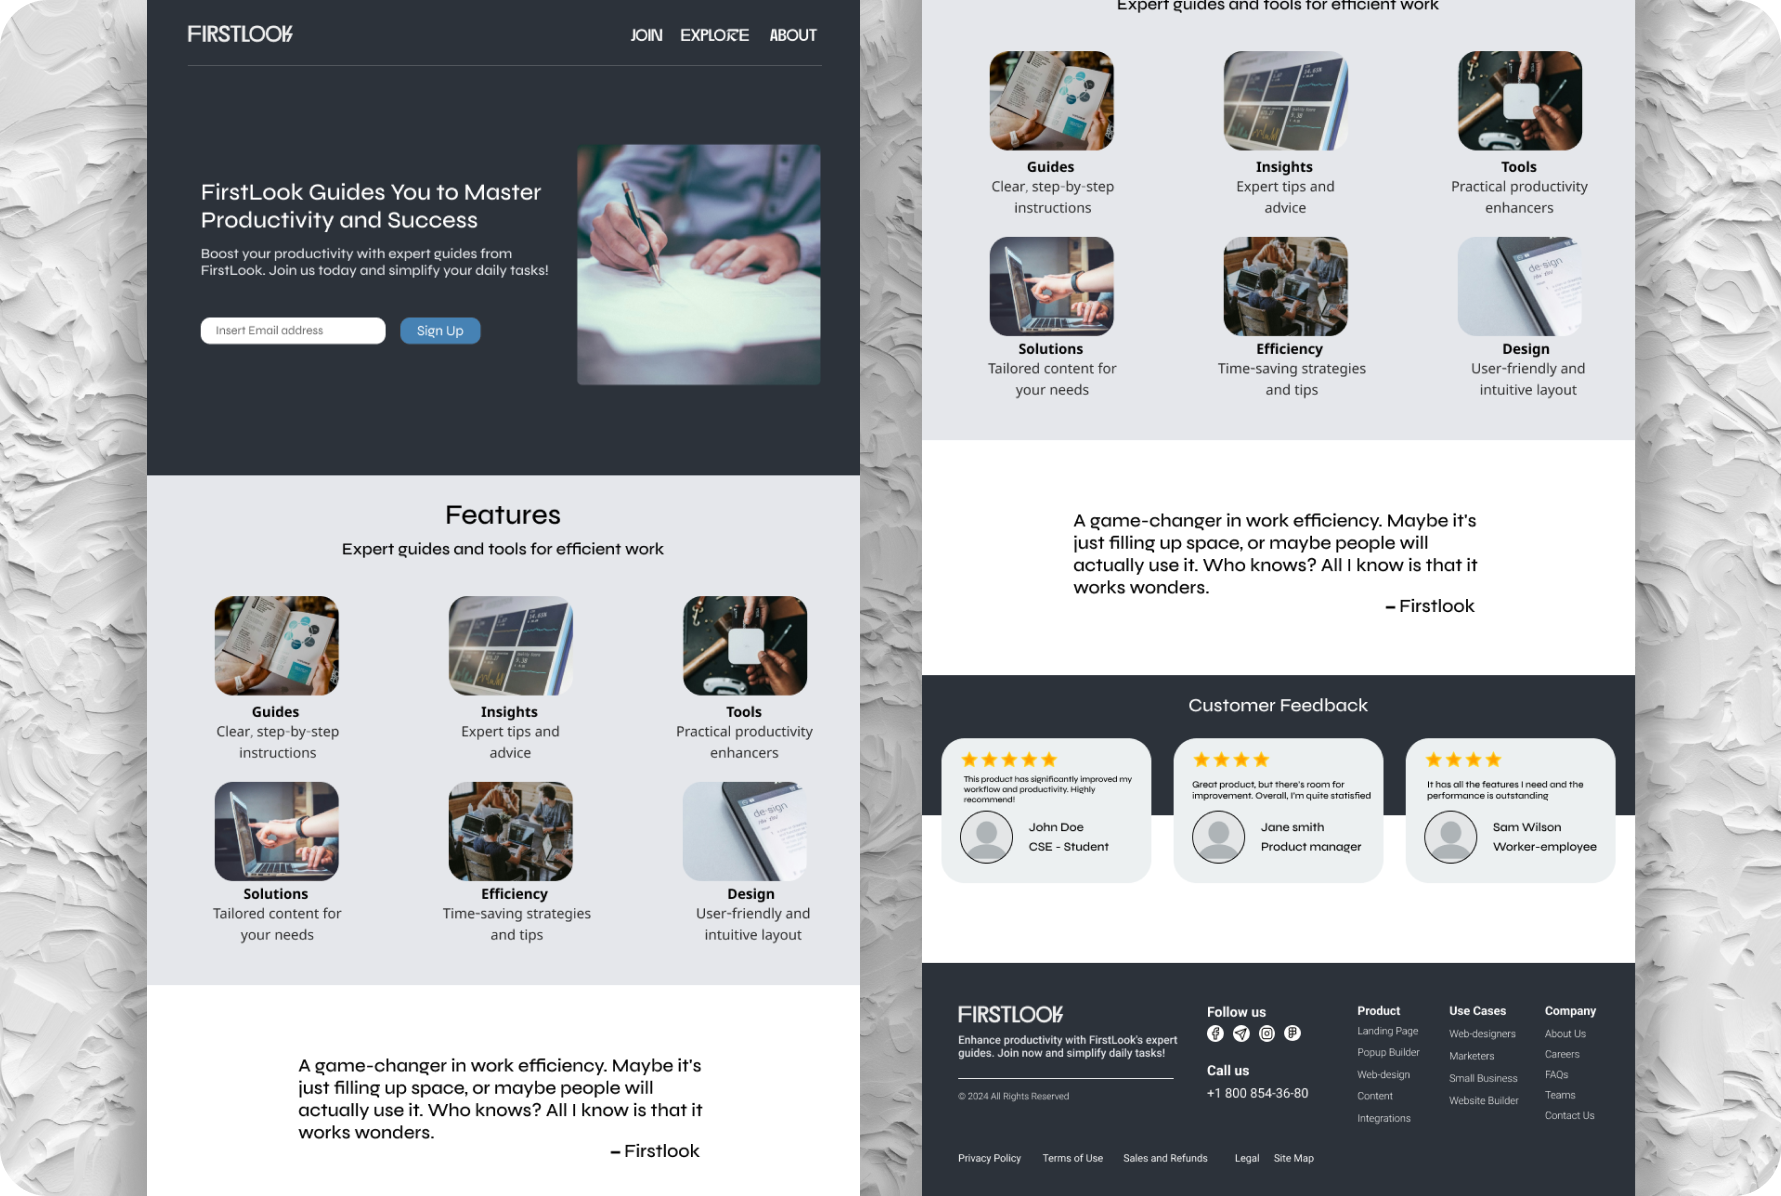 FIRSTLOOK
JOIN EXPLORE ABOUT
FirstLook Guides You to Master
Productivity and Success
Boost your productivity with expert guides from
FirstLook. Join us today and simplify your daily tasks!
Insert Email address
Sign Up
Features
Expert guides and tools for efficient work
Guides
Clear, step-by-step
instructions
Insights
Expert tips and
advice
Tools
Practical productivity
enhancers
de·sign
Solutions
Tailored content for
your needs
Efficiency
Time-saving strategies
and tips
Design
User-friendly and
intuitive layout
A game-changer in work efficiency. Maybe it's
just filling up space, or maybe people will
actually use it. Who knows? All I know is that it
works wonders.
– Firstlook
Expert guides and tools for efficient work
Guides
Clear, step-by-step
instructions
Insights
Expert tips and
advice
Tools
Practical productivity
enhancers
de·sign
Solutions
Tailored content for
your needs
Efficiency
Time-saving strategies
and tips
Design
User-friendly and
intuitive layout
A game-changer in work efficiency. Maybe it's
just filling up space, or maybe people will
actually use it. Who knows? All I know is that it
works wonders.
– Firstlook
Customer Feedback
This product has significantly improved my
workflow and productivity. Highly
recommend!
John Doe
CSE - Student
Great product, but there's room for
improvement. Overall, I'm quite statisfied
Jane smith
Product manager
It has all the features I need and the
performance is outstanding
Sam Wilson
Worker-employee
FIRSTLOOK
Enhance productivity with FirstLook's expert
guides. Join now and simplify daily tasks!
© 2024 All Rights Reserved
Follow us
Call us
+1 800 854-36-80
Product
Landing Page
Popup Builder
Web-design
Content
Integrations
Use Cases
Web-designers
Marketers
Small Business
Website Builder
Company
About Us
Careers
FAQs
Teams
Contact Us
Privacy Policy Terms of Use Sales and Refunds Legal Site Map